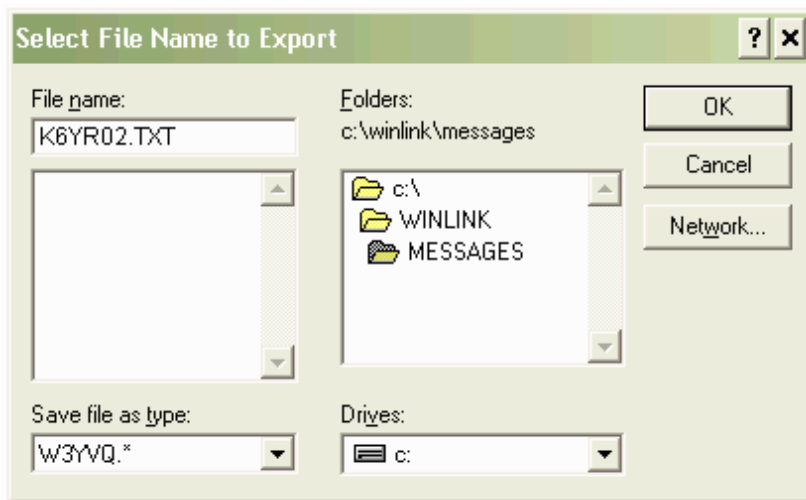 Select File Name to Export
? ×
File name:
K6YR02.TXT
Folders:
c:\winlink\messages
c:\
WINLINK
MESSAGES
OK
Cancel
Network...
Save file as type:
W3YVQ.*
Drives:
c: